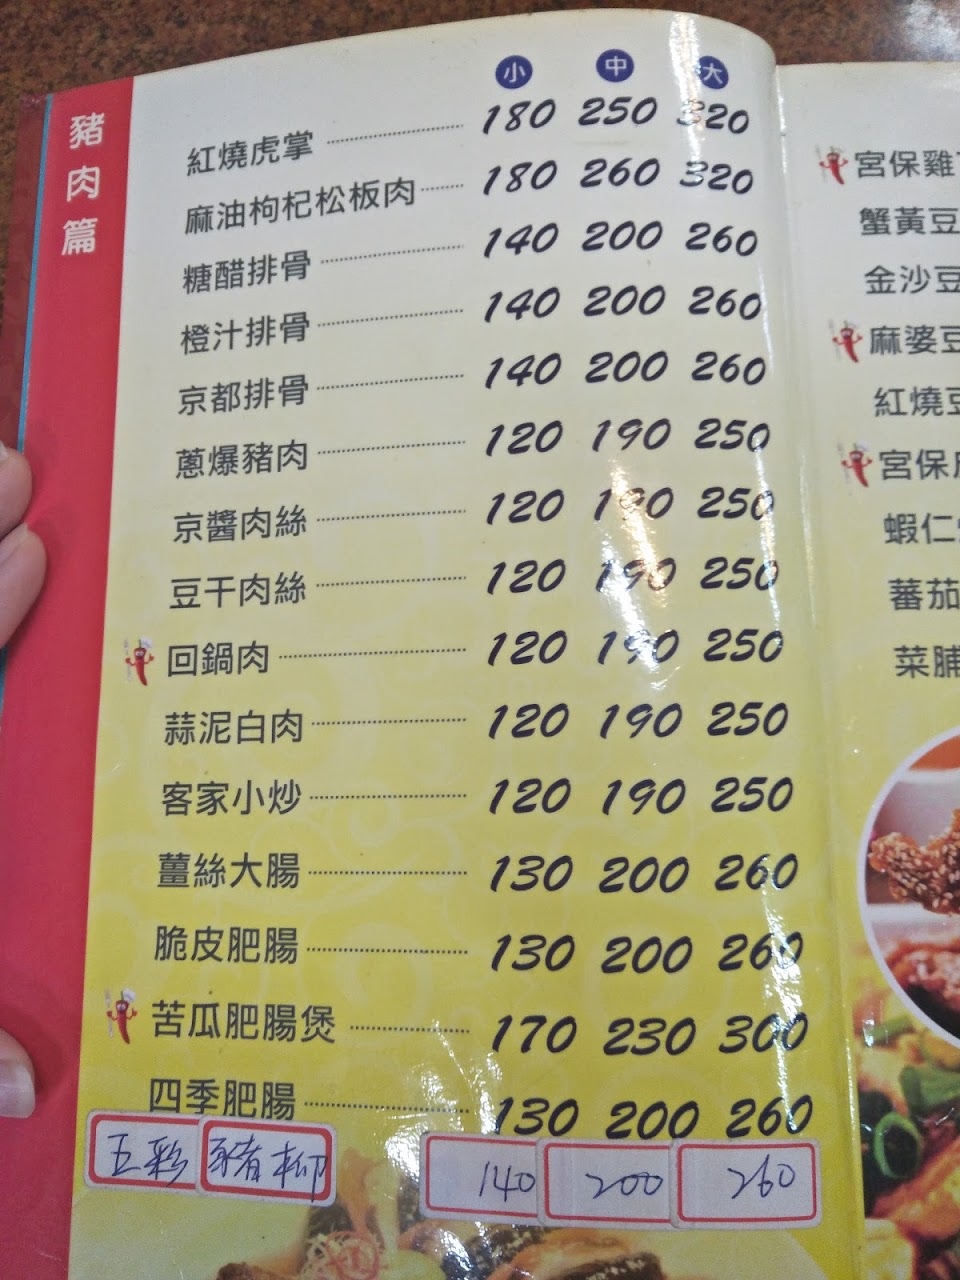 豬肉篇
小 中 大
紅燒虎掌 180 250 320
麻油枸杞松板肉 180 260 320
糖醋排骨 140 200 260
橙汁排骨 140 200 260
京都排骨 140 200 260
蔥爆豬肉 120 190 250
京醬肉絲 120 190 250
豆干肉絲 120 190 250
回鍋肉 120 190 250
蒜泥白肉 120 190 250
客家小炒 120 190 250
薑絲大腸 130 200 260
脆皮肥腸 130 200 260
苦瓜肥腸煲 170 230 300
四季肥腸 130 200 260
五彩豬柳 140 200 260
宮保雞
蟹黃豆
金沙豆
麻婆豆
紅燒豆
宮保
蝦仁
蕃茄
菜脯